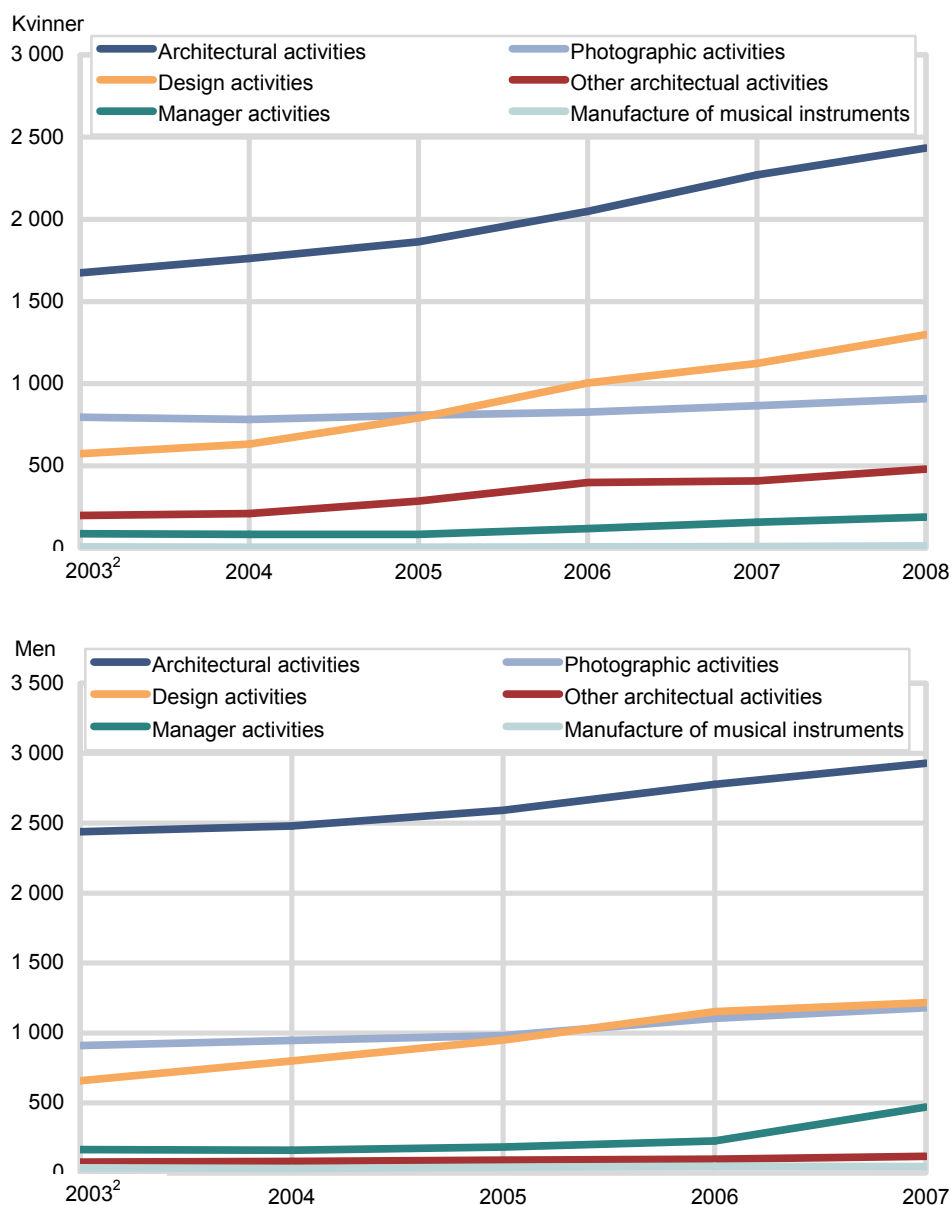 Kvinner
3 000
Architectural activities
Photographic activities
Design activities
Other architectual activities
Manager activities
Manufacture of musical instruments
2 500
2 000
1 500
1 000
500
0
2003²
2004
2005
2006
2007
2008
Men
3 500
Architectural activities
Photographic activities
Design activities
Other architectual activities
Manager activities
Manufacture of musical instruments
3 000
2 500
2 000
1 500
1 000
500
0
2003²
2004
2005
2006
2007